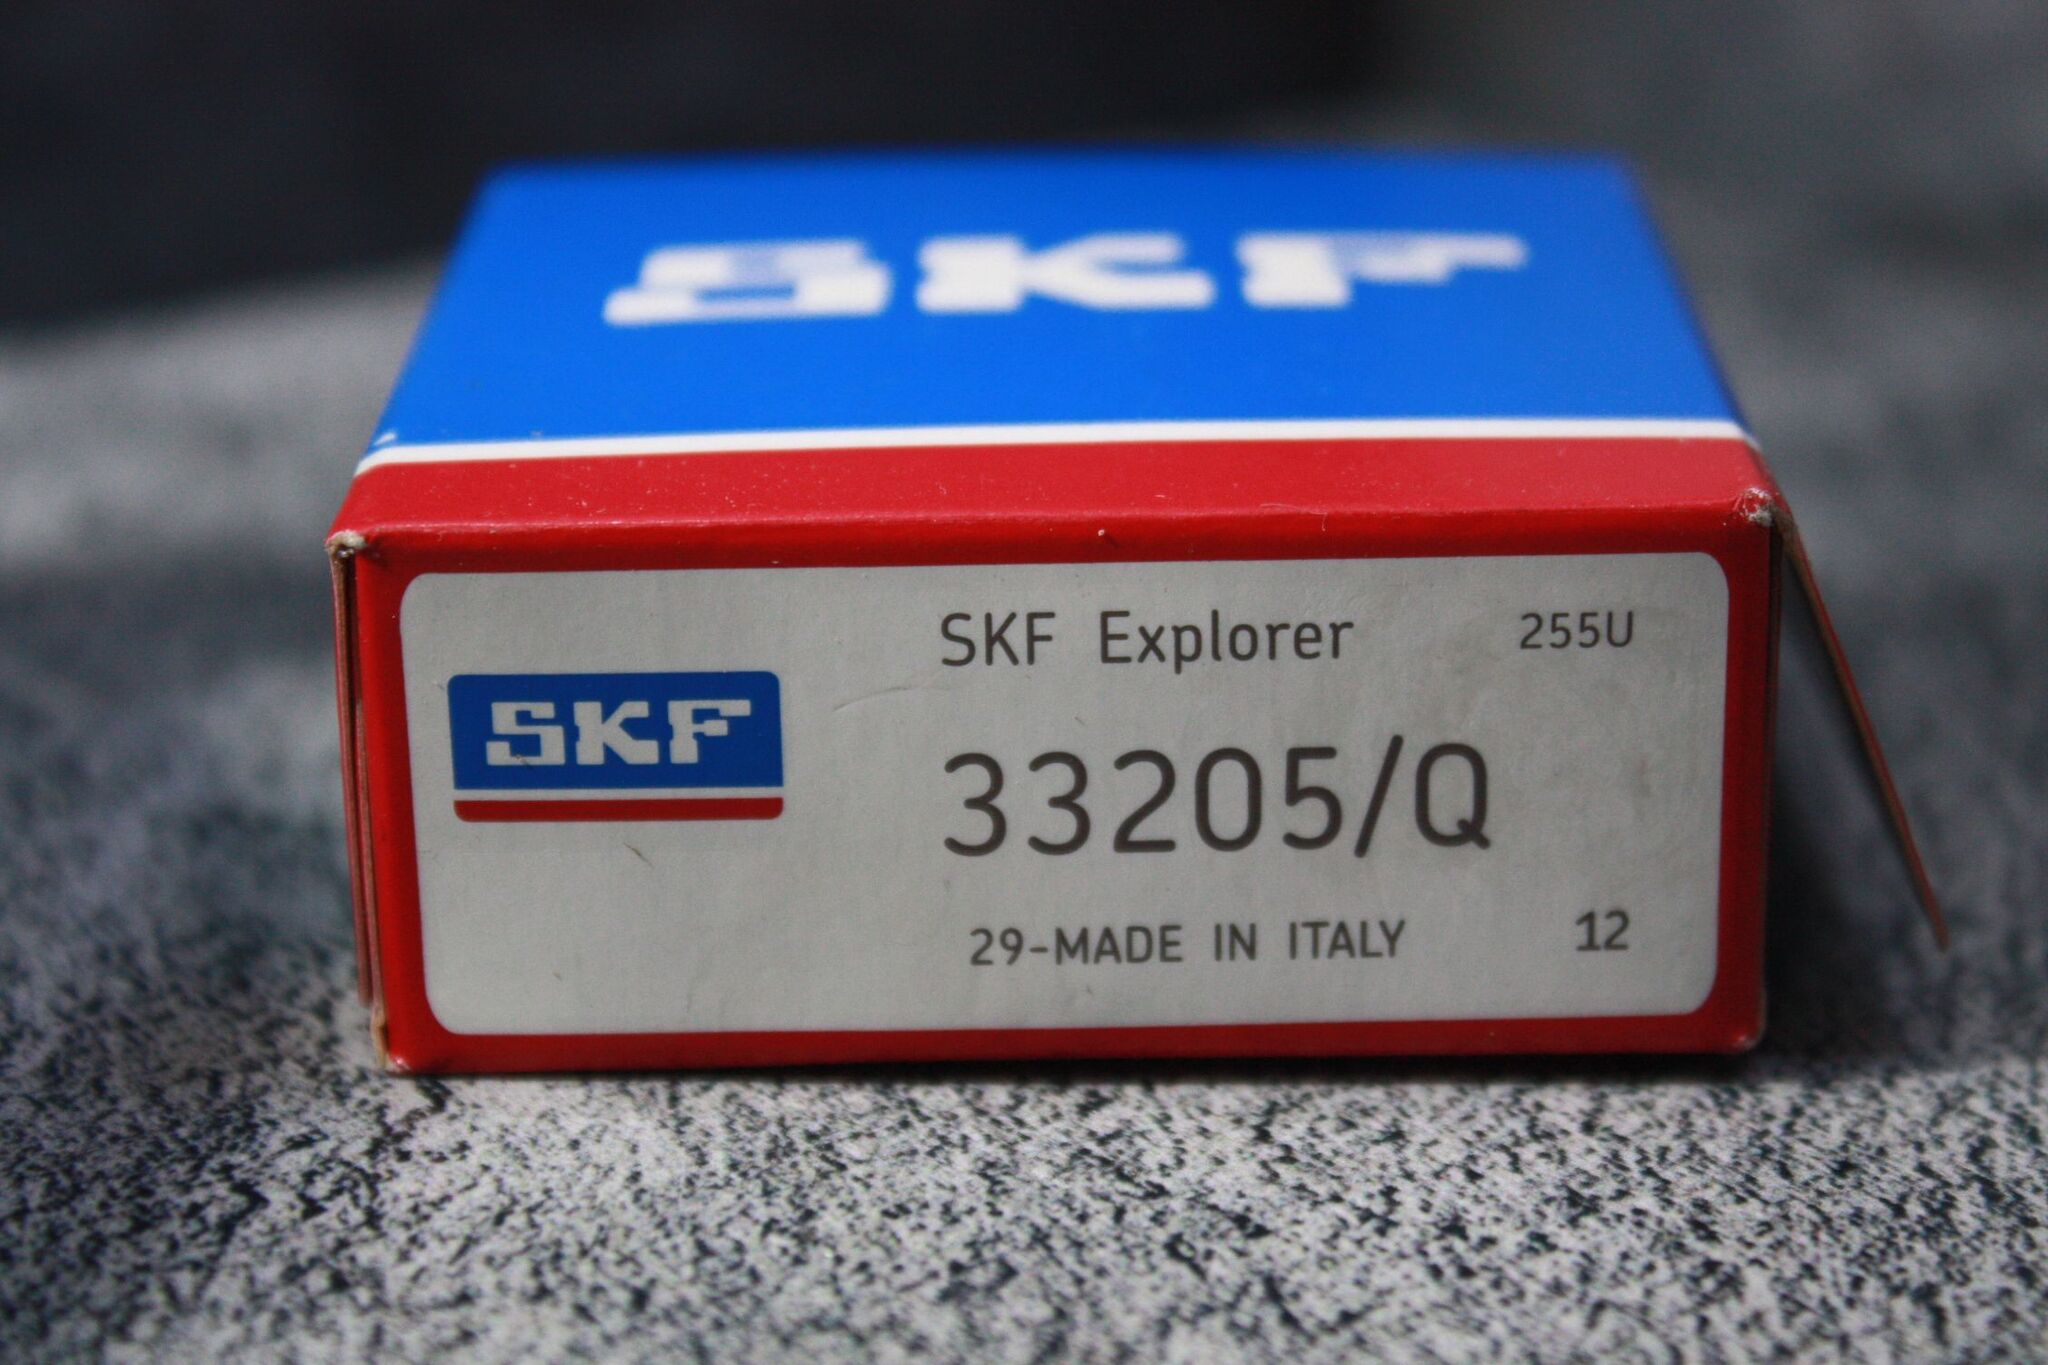 SKF
SKF Explorer 255U
SKF
33205/Q
29-MADE IN ITALY 12